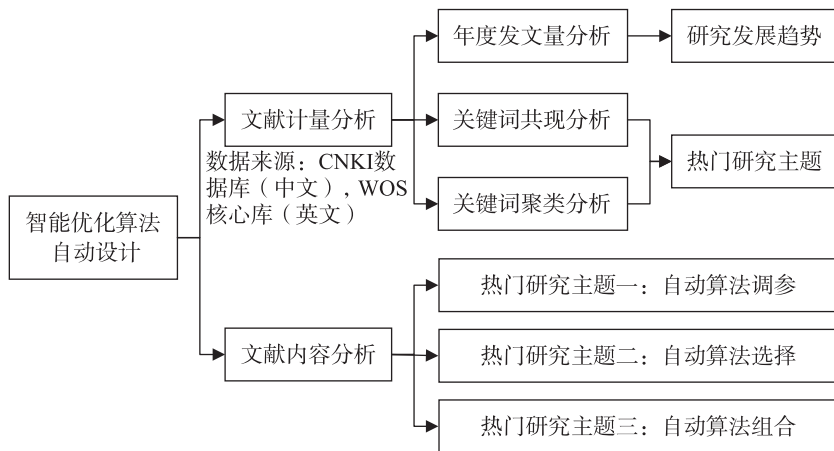 年度发文量分析
研究发展趋势
文献计量分析
关键词共现分析
热门研究主题
数据来源：CNKI数
据库（中文），WOS
核心库（英文）
关键词聚类分析
智能优化算法
自动设计
热门研究主题一：自动算法调参
文献内容分析
热门研究主题二：自动算法选择
热门研究主题三：自动算法组合